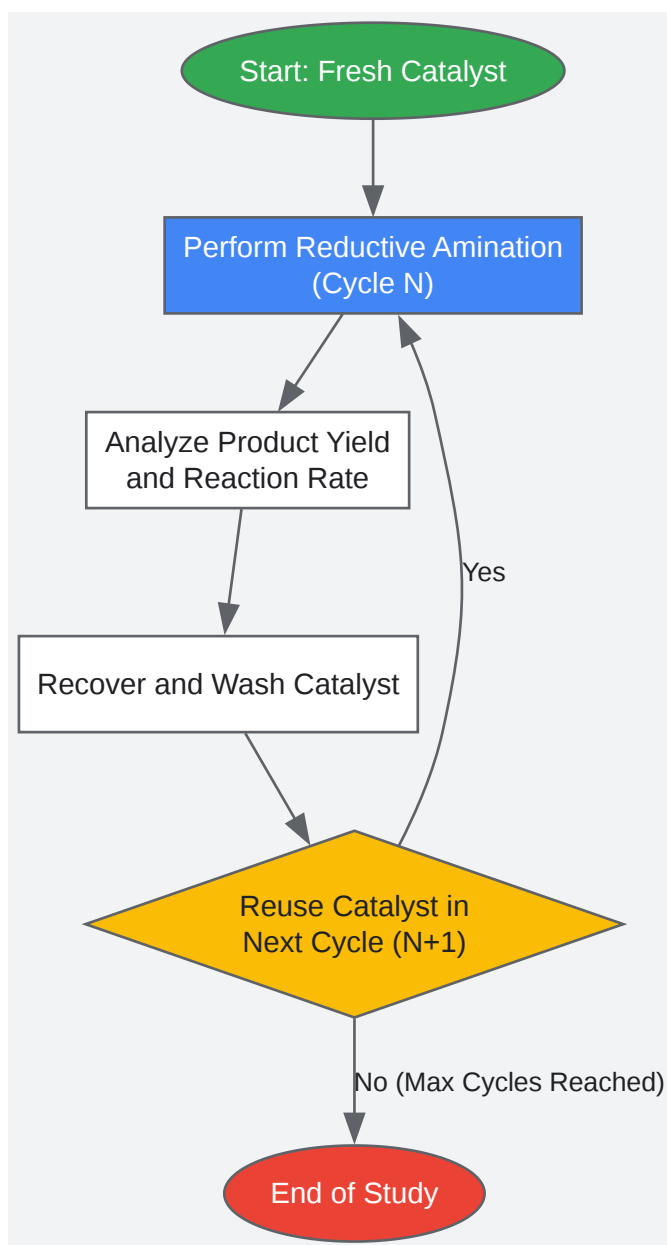 Start: Fresh Catalyst
Perform Reductive Amination
(Cycle N)
Analyze Product Yield
and Reaction Rate
Yes
Recover and Wash Catalyst
Reuse Catalyst in
Next Cycle (N+1)
No (Max Cycles Reached)
End of Study